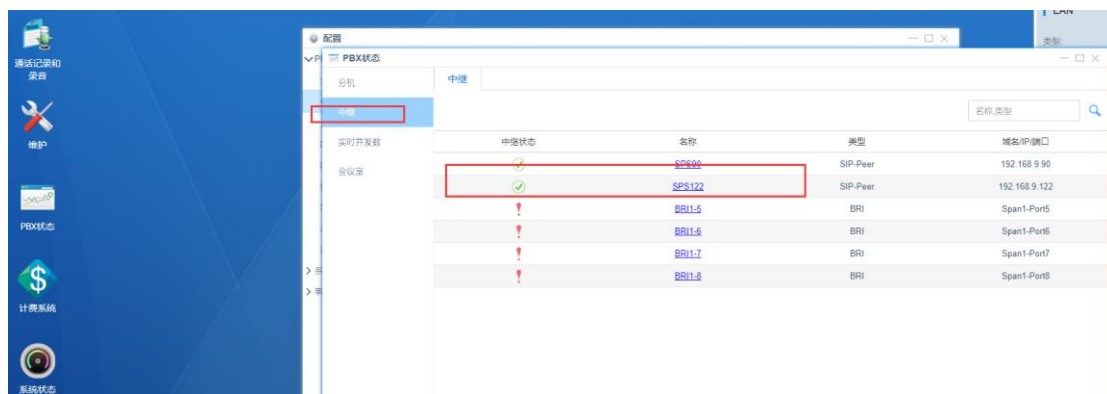 LAN
类型:
通话记录和
录音
维护
PBX状态
计费系统
系统状态
配置
PBX状态
分机
中继
实时并发数
会议室
中继
名称,类型
中继状态 名称 类型 域名/IP/端口
SPS90 SIP-Peer 192.168.9.90
SPS122 SIP-Peer 192.168.9.122
BRI1-5 BRI Span1-Port5
BRI1-6 BRI Span1-Port6
BRI1-7 BRI Span1-Port7
BRI1-8 BRI Span1-Port8